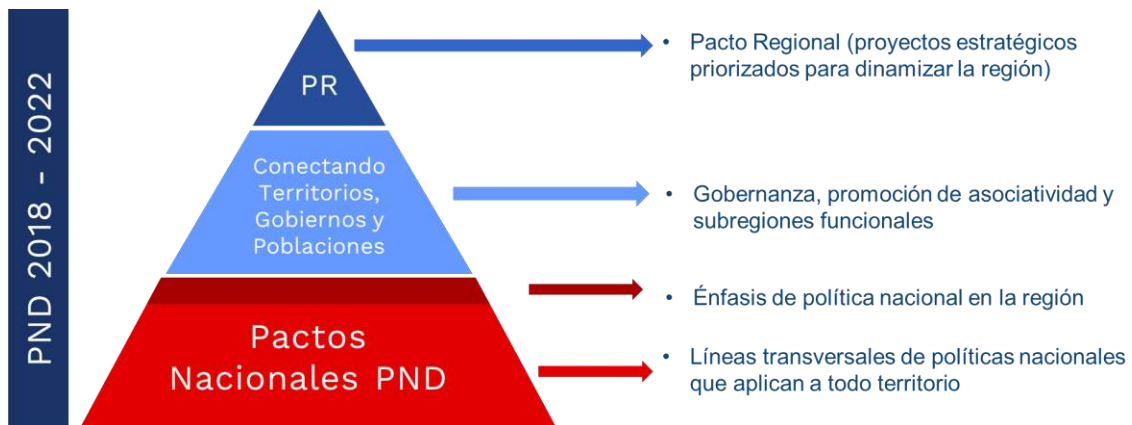 PND 2018 - 2022
PR
• Pacto Regional (proyectos estratégicos
priorizados para dinamizar la región)
Conectando
Territorios,
Gobiernos y
Poblaciones
• Gobernanza, promoción de asociatividad y
subregiones funcionales
• Énfasis de política nacional en la región
Pactos
Nacionales PND
• Líneas transversales de políticas nacionales
que aplican a todo territorio